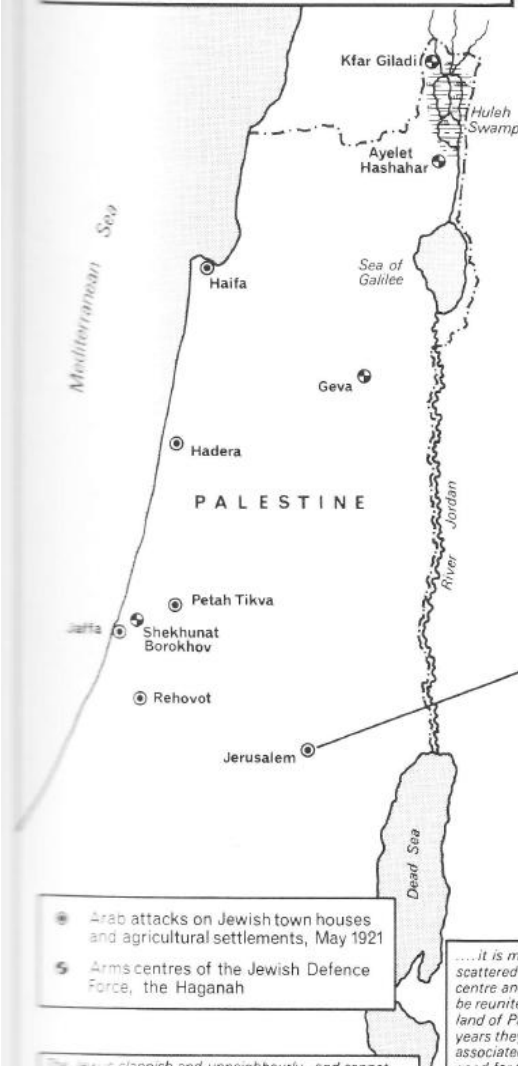 Kfar Giladi
Huleh
Swamp
Ayelet
Hashahar
Mediterranean Sea
Haifa
Sea of
Galilee
Geva
Hadera
PALESTINE
River Jordan
Petah Tikva
Jaffa
Shekhunat
Borokhov
Rehovot
Jerusalem
Dead Sea
Arab attacks on Jewish town houses
and agricultural settlements, May 1921
Arms centres of the Jewish Defence
Force, the Haganah
....it is m
scattered
centre an
be reunite
land of P
years they
associated